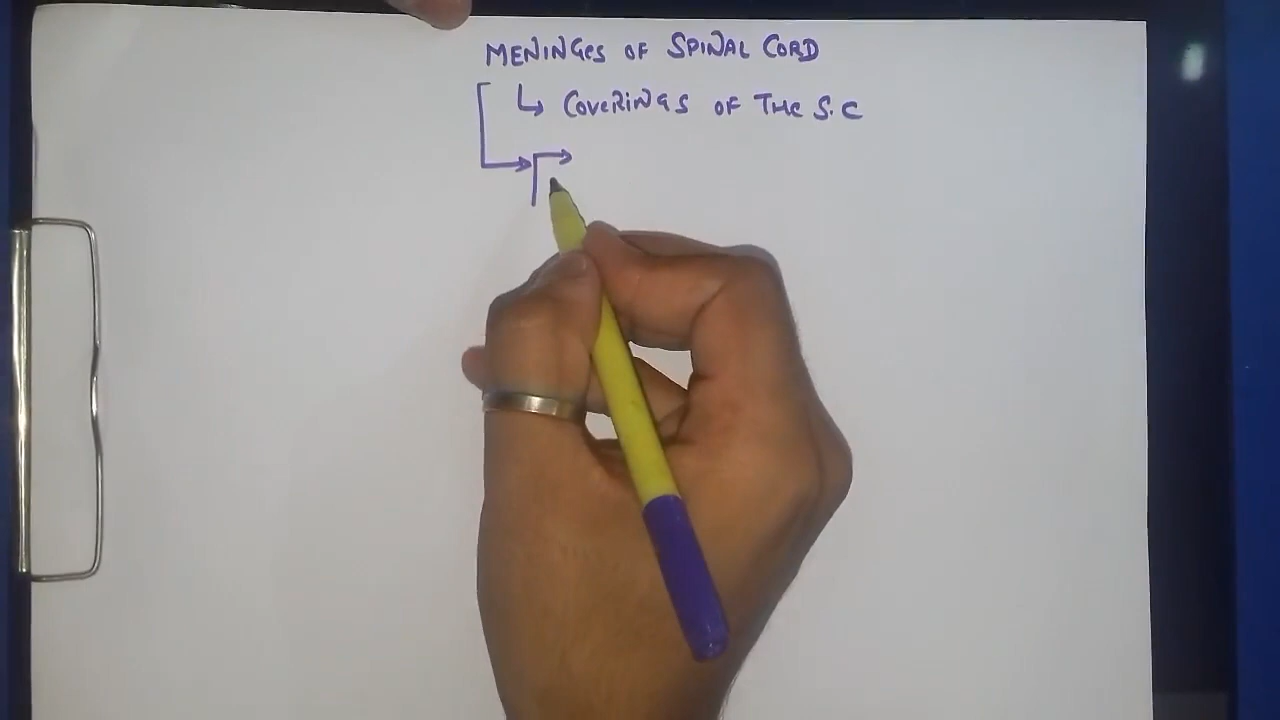 MENINGES OF SPINAL CORD
↳ COVERINGS OF THE S.C